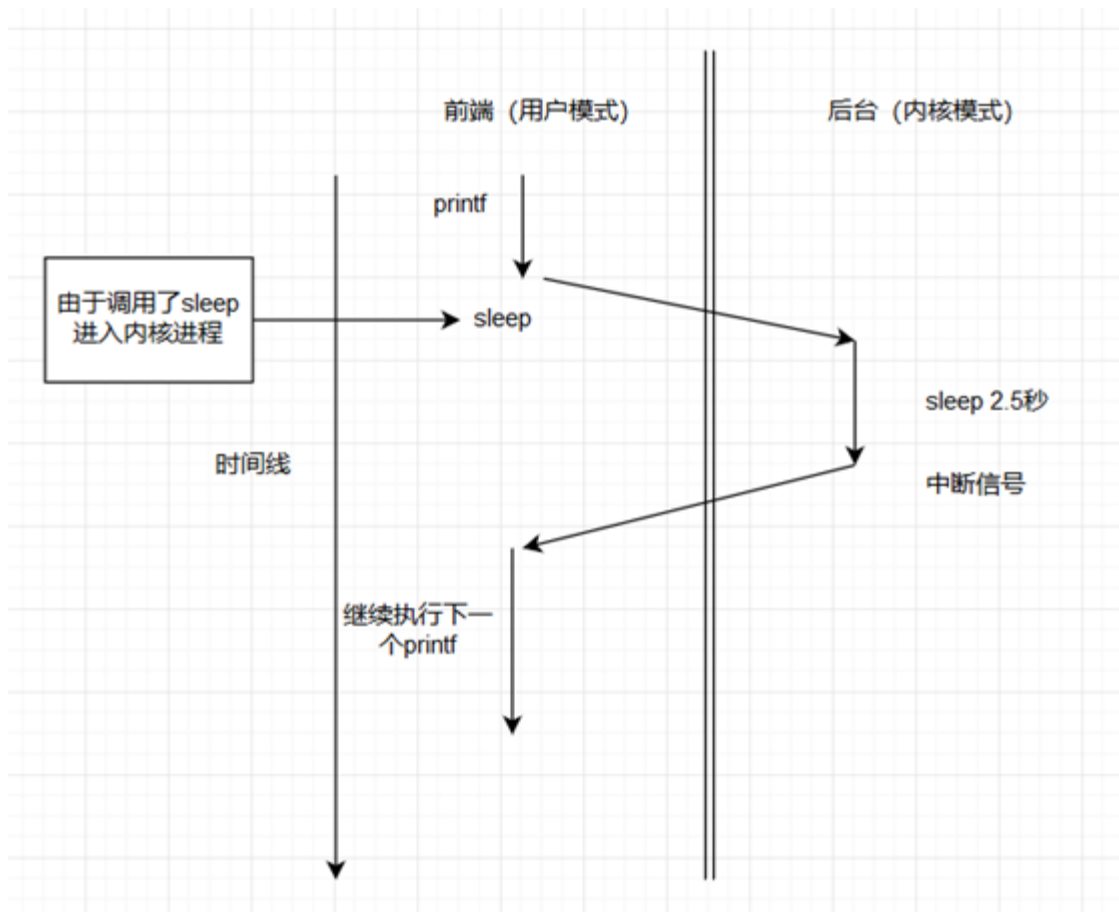 前端（用户模式）
后台（内核模式）
printf
由于调用了sleep
进入内核进程
sleep
sleep 2.5秒
时间线
中断信号
继续执行下一
个printf